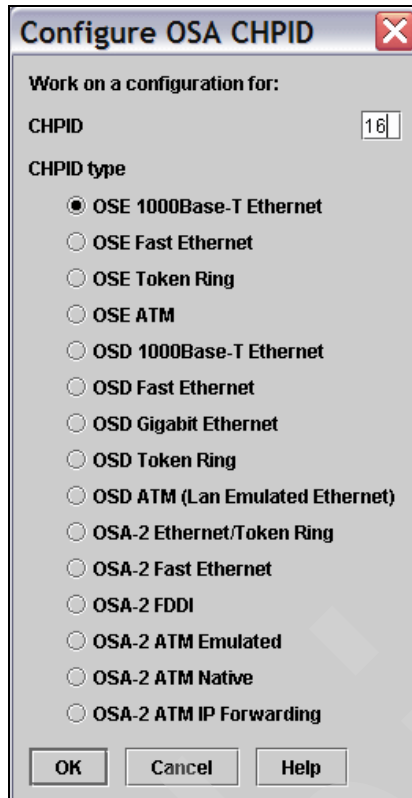 Configure OSA CHPID
Work on a configuration for:
CHPID 16
CHPID type
OSE 1000Base-T Ethernet
OSE Fast Ethernet
OSE Token Ring
OSE ATM
OSD 1000Base-T Ethernet
OSD Fast Ethernet
OSD Gigabit Ethernet
OSD Token Ring
OSD ATM (Lan Emulated Ethernet)
OSA-2 Ethernet/Token Ring
OSA-2 Fast Ethernet
OSA-2 FDDI
OSA-2 ATM Emulated
OSA-2 ATM Native
OSA-2 ATM IP Forwarding
OK Cancel Help